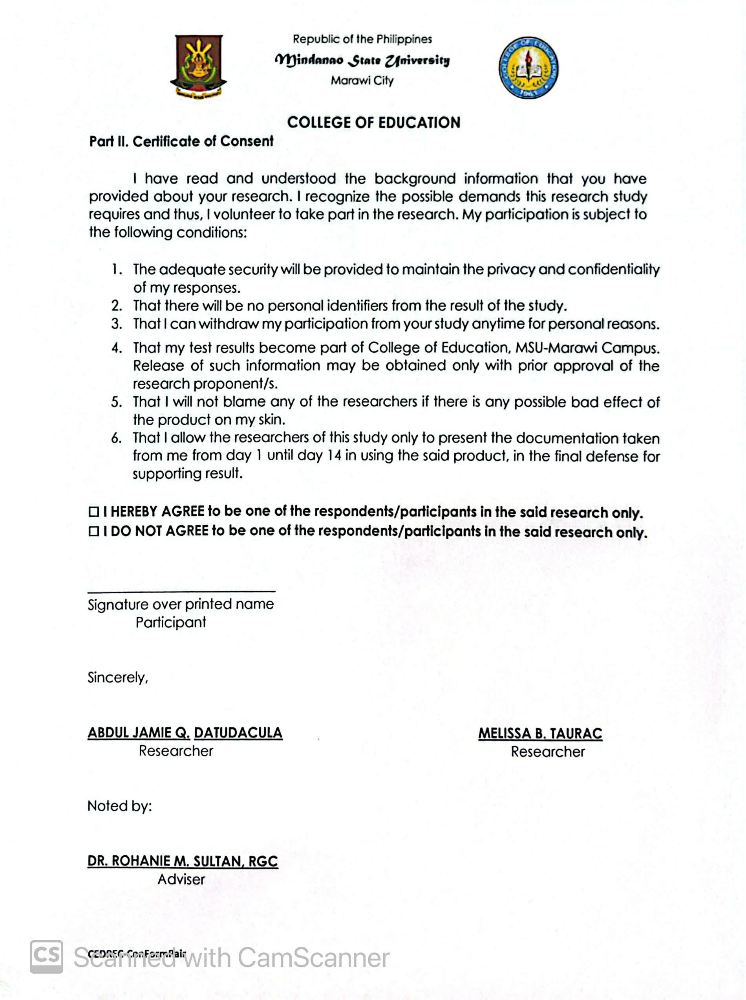 Republic of the Philippines
Mindanao State University
Marawi City
COLLEGE OF EDUCATION
1961
COLLEGE OF EDUCATION
Part II. Certificate of Consent
I have read and understood the background information that you have
provided about your research. I recognize the possible demands this research study
requires and thus, I volunteer to take part in the research. My participation is subject to
the following conditions:
1. The adequate security will be provided to maintain the privacy and confidentiality
of my responses.
2. That there will be no personal identifiers from the result of the study.
3. That I can withdraw my participation from your study anytime for personal reasons.
4. That my test results become part of College of Education, MSU-Marawi Campus.
Release of such information may be obtained only with prior approval of the
research proponent/s.
5. That I will not blame any of the researchers if there is any possible bad effect of
the product on my skin.
6. That I allow the researchers of this study only to present the documentation taken
from me from day 1 until day 14 in using the said product, in the final defense for
supporting result.
☐ I HEREBY AGREE to be one of the respondents/participants in the said research only.
☐ I DO NOT AGREE to be one of the respondents/participants in the said research only.
Signature over printed name
Participant
Sincerely,
ABDUL JAMIE Q. DATUDACULA MELISSA B. TAURAC
Researcher Researcher
Noted by:
DR. ROHANIE M. SULTAN, RGC
Adviser
CS Scanned with CamScanner